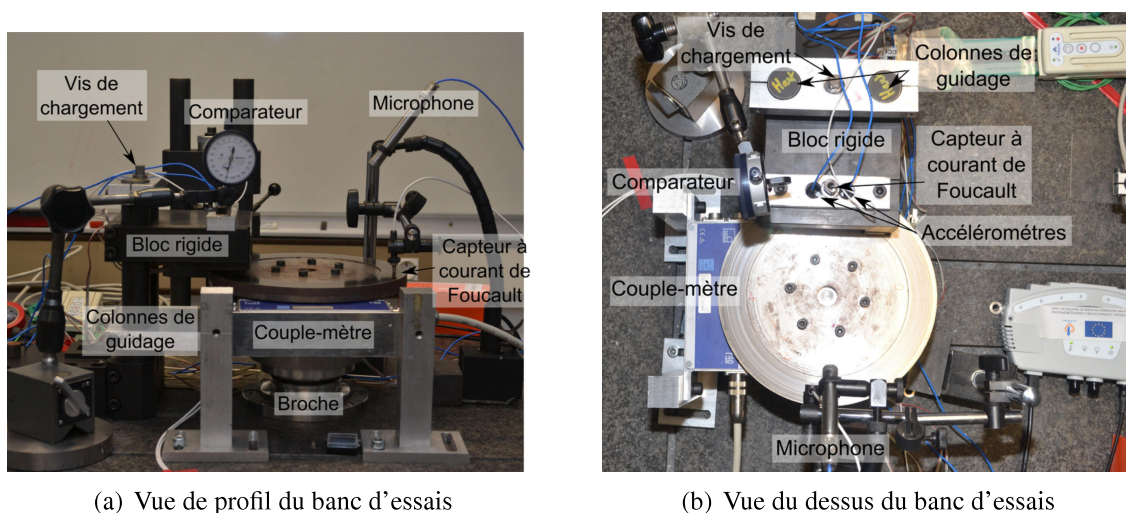 Vis de
chargement
Comparateur
Microphone
Bloc rigide
Capteur à
courant de
Foucault
Colonnes de
guidage
Couple-mètre
Broche
(a) Vue de profil du banc d'essais
Vis de
chargement
Colonnes de
guidage
Bloc rigide
Capteur à
courant de
Foucault
Comparateur
Accéléromètres
Couple-mètre
Microphone
(b) Vue du dessus du banc d'essais